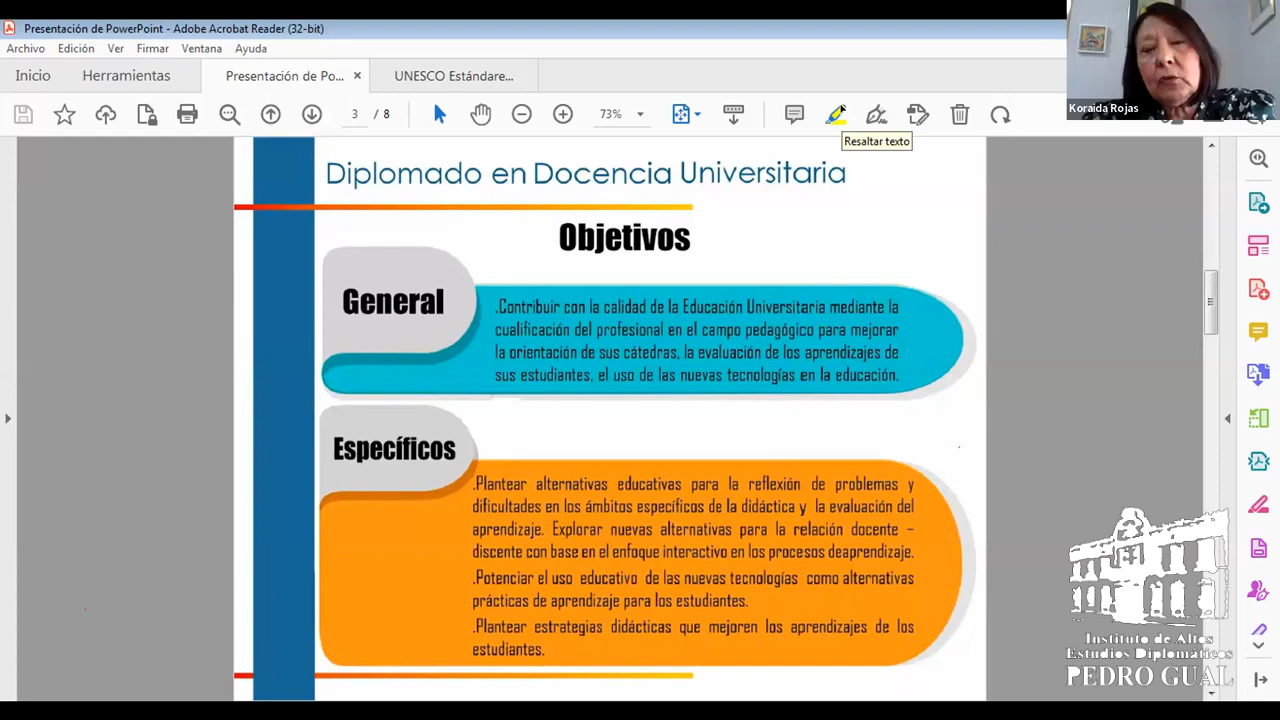 Presentación de PowerPoint - Adobe Acrobat Reader (32-bit)
Archivo Edición Ver Firmar Ventana Ayuda
Inicio Herramientas Presentación de Po... × UNESCO Estándare...
3 / 8 73%
Resaltar texto
Koraida Rojas
Diplomado en Docencia Universitaria
Objetivos
General
.Contribuir con la calidad de la Educación Universitaria mediante la
cualificación del profesional en el campo pedagógico para mejorar
la orientación de sus cátedras, la evaluación de los aprendizajes de
sus estudiantes, el uso de las nuevas tecnologías en la educación.
Específicos
.Plantear alternativas educativas para la reflexión de problemas y
dificultades en los ámbitos específicos de la didáctica y la evaluación del
aprendizaje. Explorar nuevas alternativas para la relación docente –
discente con base en el enfoque interactivo en los procesos deaprendizaje.
.Potenciar el uso educativo de las nuevas tecnologías como alternativas
prácticas de aprendizaje para los estudiantes.
.Plantear estrategias didácticas que mejoren los aprendizajes de los
estudiantes.
Instituto de Altos
Estudios Diplomáticos
PEDRO GUAL